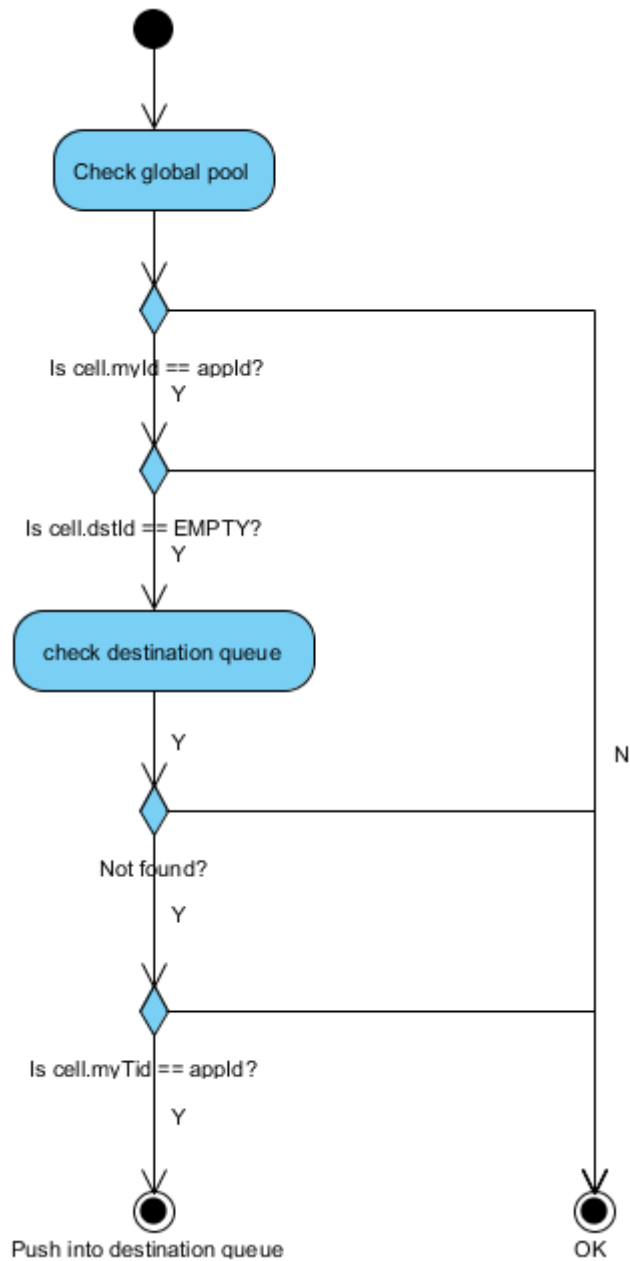 Check global pool
Is cell.myId == appId?
Y
Is cell.dstId == EMPTY?
Y
check destination queue
Y
N
Not found?
Y
Is cell.myTid == appId?
Y
Push into destination queue
OK